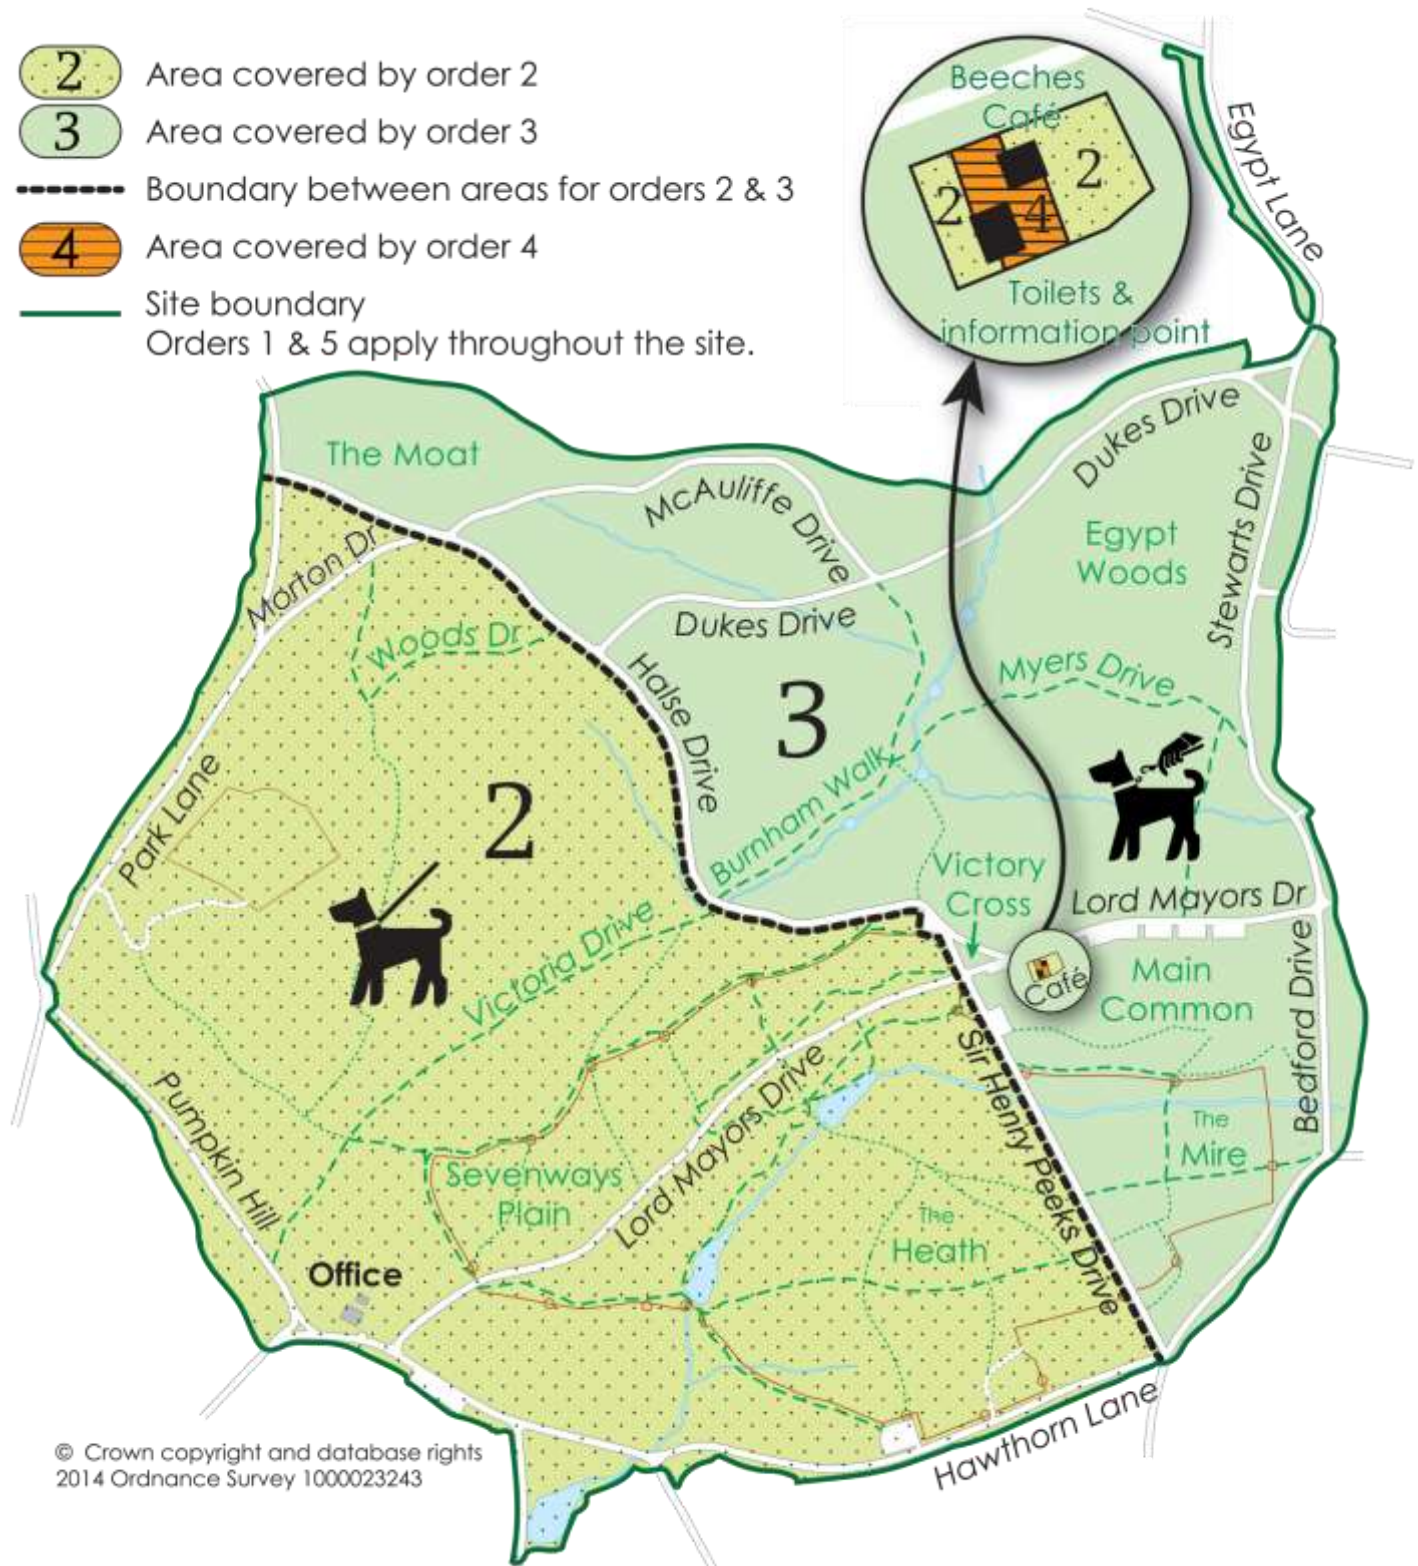 2 Area covered by order 2
3 Area covered by order 3
Boundary between areas for orders 2 & 3
4 Area covered by order 4
Site boundary
Orders 1 & 5 apply throughout the site.
Beeches
Café
2
2
4
Toilets &
information point
Egypt Lane
The Moat
McAuliffe Drive
Dukes Drive
Morton Dr
Woods Dr
Dukes Drive
Egypt
Woods
Stewarts Drive
Halse Drive
3
Myers Drive
Park Lane
2
Burnham Walk
Victory
Cross
Lord Mayors Dr
Victoria Drive
Café
Main
Common
Bedford Drive
Pumpkin Hill
Sir Henry Peeks Drive
The
Mire
Sevenways
Plain
Lord Mayors Drive
The
Heath
Office
Hawthorn Lane
© Crown copyright and database rights
2014 Ordnance Survey 1000023243